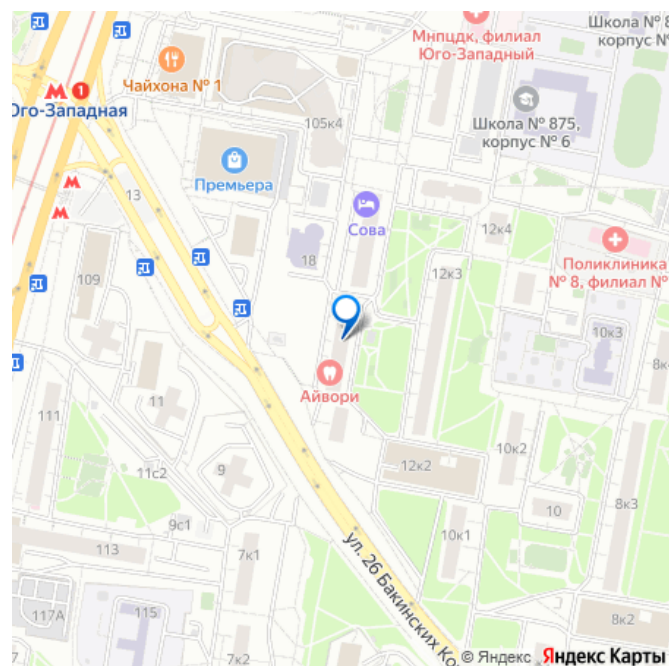 Школа № 8
корпус №
Мнпцдк, филиал
Юго-Западный
Чайхона № 1
1
Юго-Западная
105к4
Школа № 875,
корпус № 6
Премьера
13
Сова
12к4
18
12к3
Поликлиника
№ 8, филиал №
109
10к3
8к
Айвори
111
11
10к2
12к2
11с2
9
10
8к3
9с1
10к1
113
7к1
ул. 26 Бакинских Ко
117А
115
8к2
7к2
© Яндекс Яндекс Карты